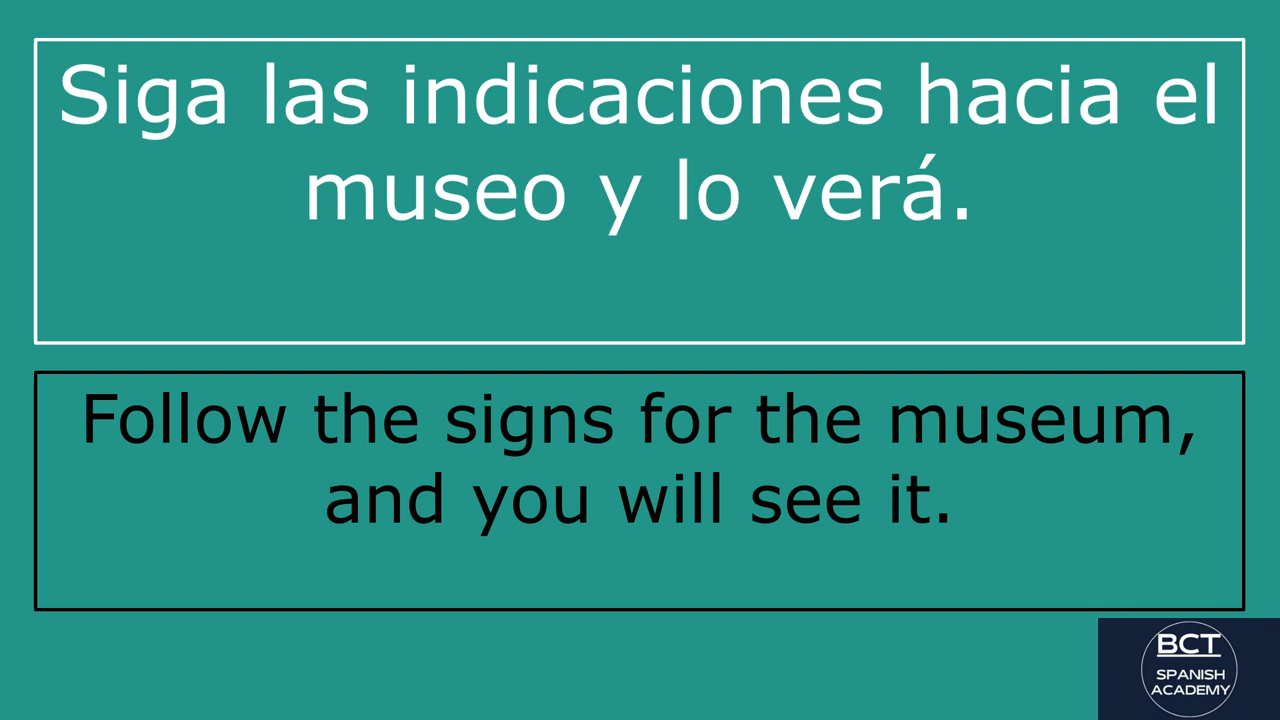 Siga las indicaciones hacia el
museo y lo verá.
Follow the signs for the museum,
and you will see it.
BCT
SPANISH
ACADEMY